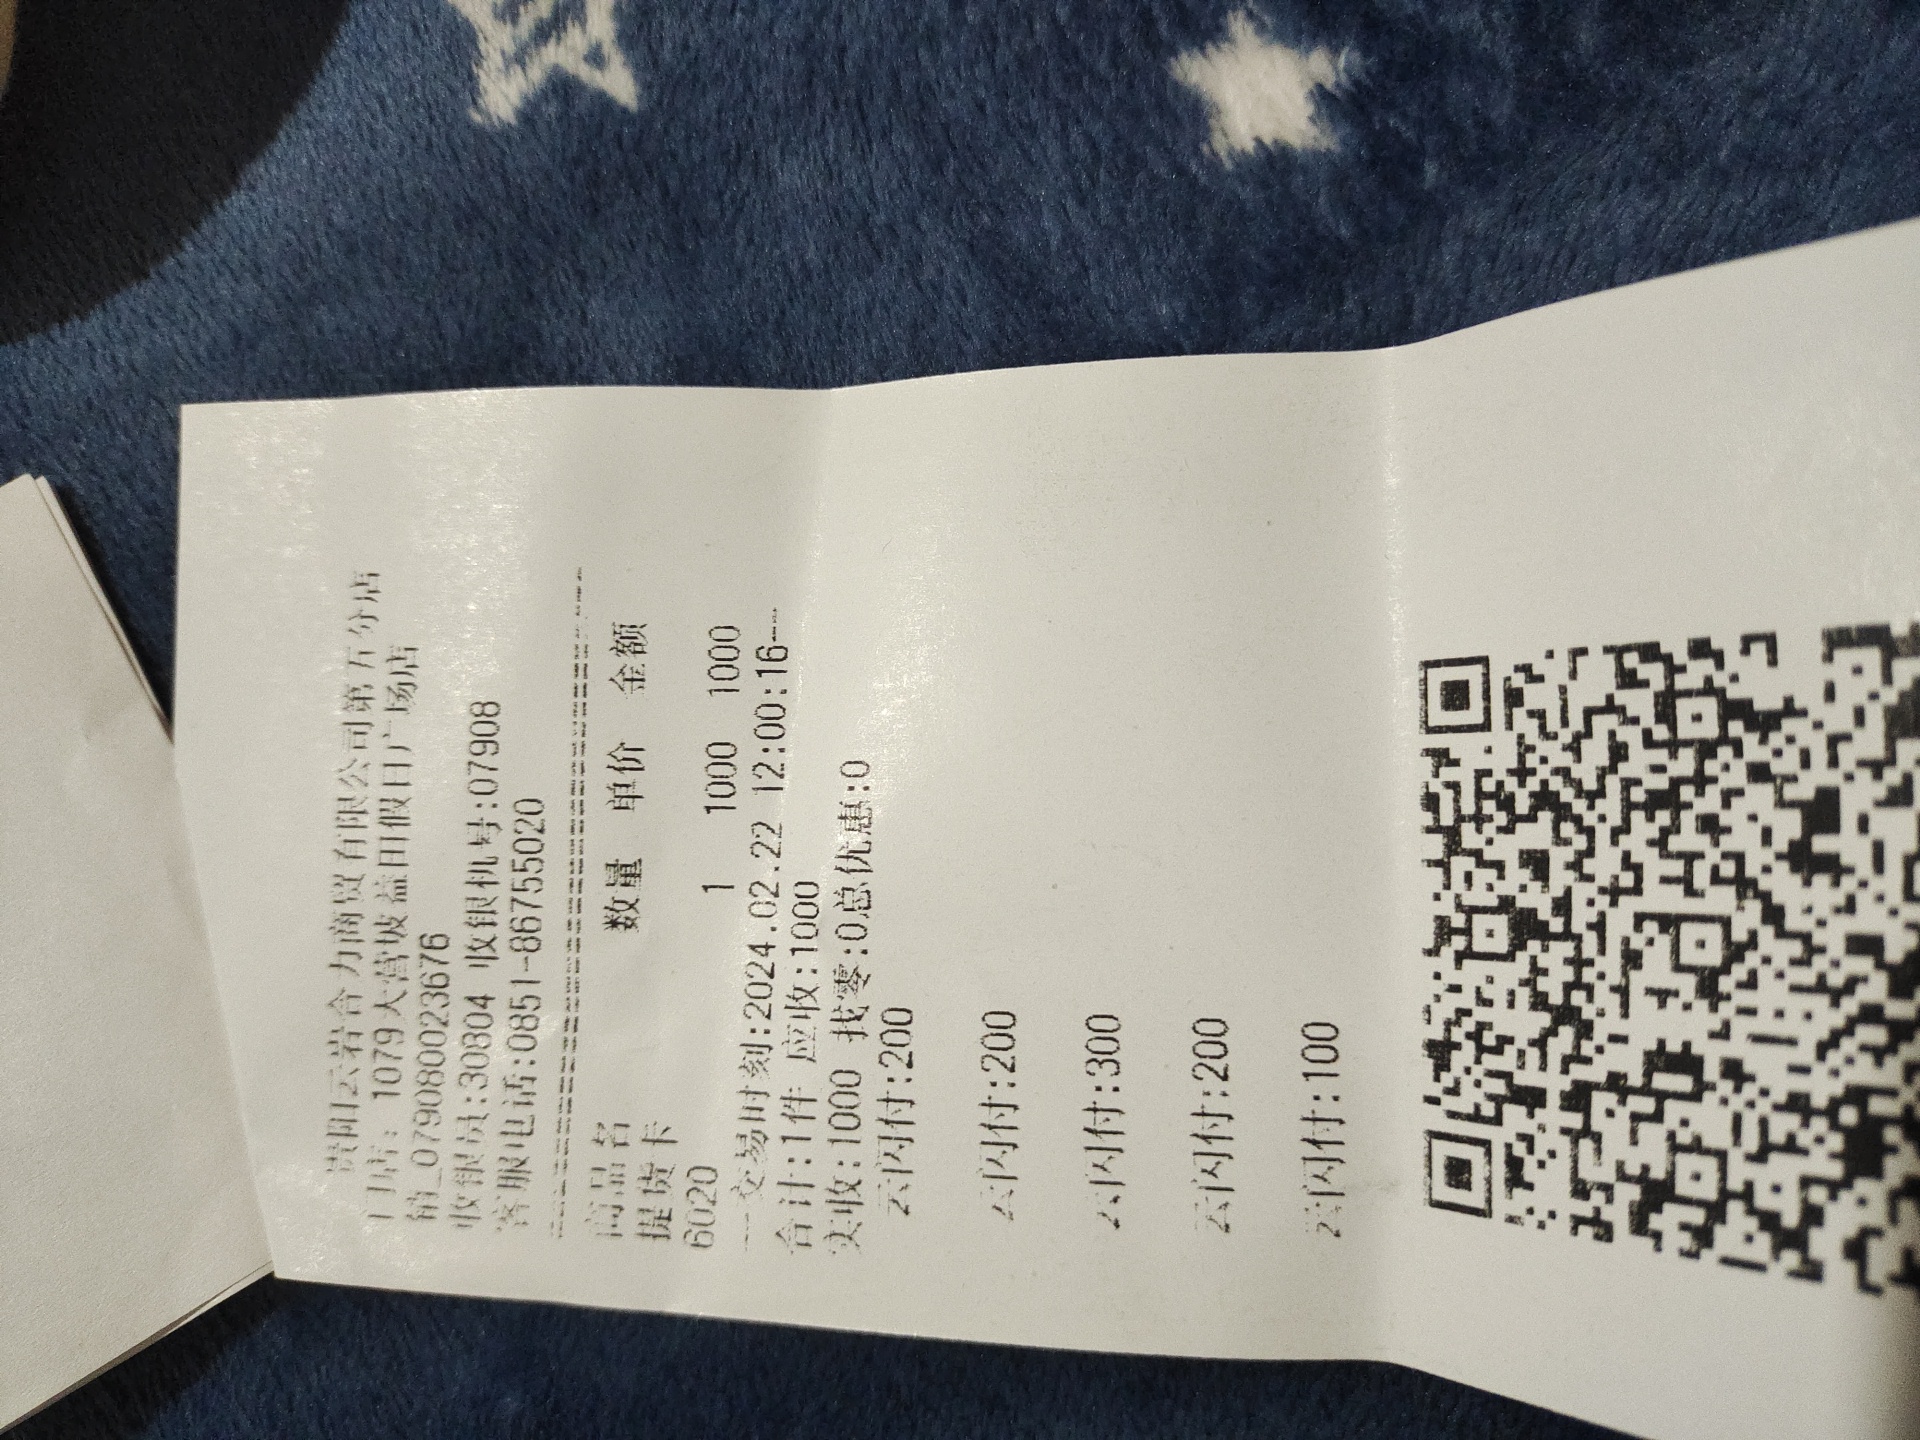 贵阳云岩合力商贸有限公司第五分店
门店: 1079大营坡益田假日广场店
销_0790800023676
收银员:30804 收银机号:07908
客服电话:0851-86755020
商品名 数量 单价 金额
提货卡
6020 1 1000 1000
---交易时刻:2024.02.22 12:00:16--
合计:1件 应收:1000
实收:1000 找零:0总优惠:0
云闪付:200
云闪付:200
云闪付:300
云闪付:200
云闪付:100